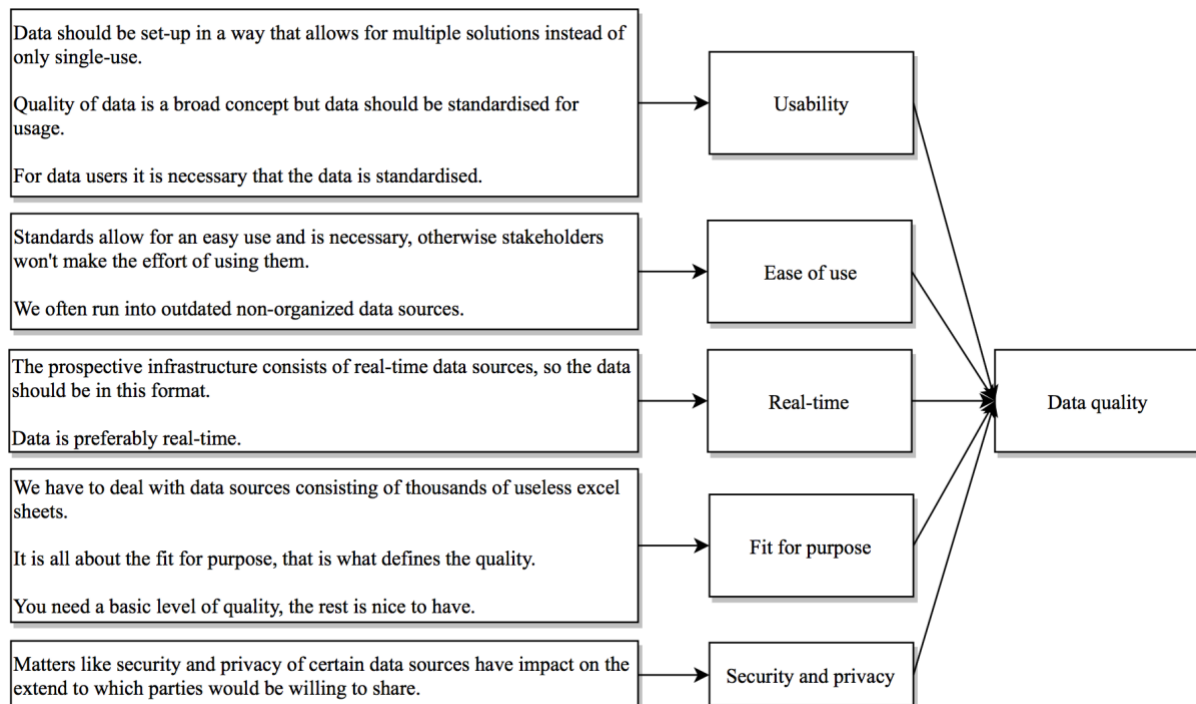 Data should be set-up in a way that allows for multiple solutions instead of
only single-use.
Quality of data is a broad concept but data should be standardised for
usage.
For data users it is necessary that the data is standardised.
Usability
Standards allow for an easy use and is necessary, otherwise stakeholders
won't make the effort of using them.
We often run into outdated non-organized data sources.
Ease of use
The prospective infrastructure consists of real-time data sources, so the data
should be in this format.
Data is preferably real-time.
Real-time
Data quality
We have to deal with data sources consisting of thousands of useless excel
sheets.
It is all about the fit for purpose, that is what defines the quality.
You need a basic level of quality, the rest is nice to have.
Fit for purpose
Matters like security and privacy of certain data sources have impact on the
extend to which parties would be willing to share.
Security and privacy